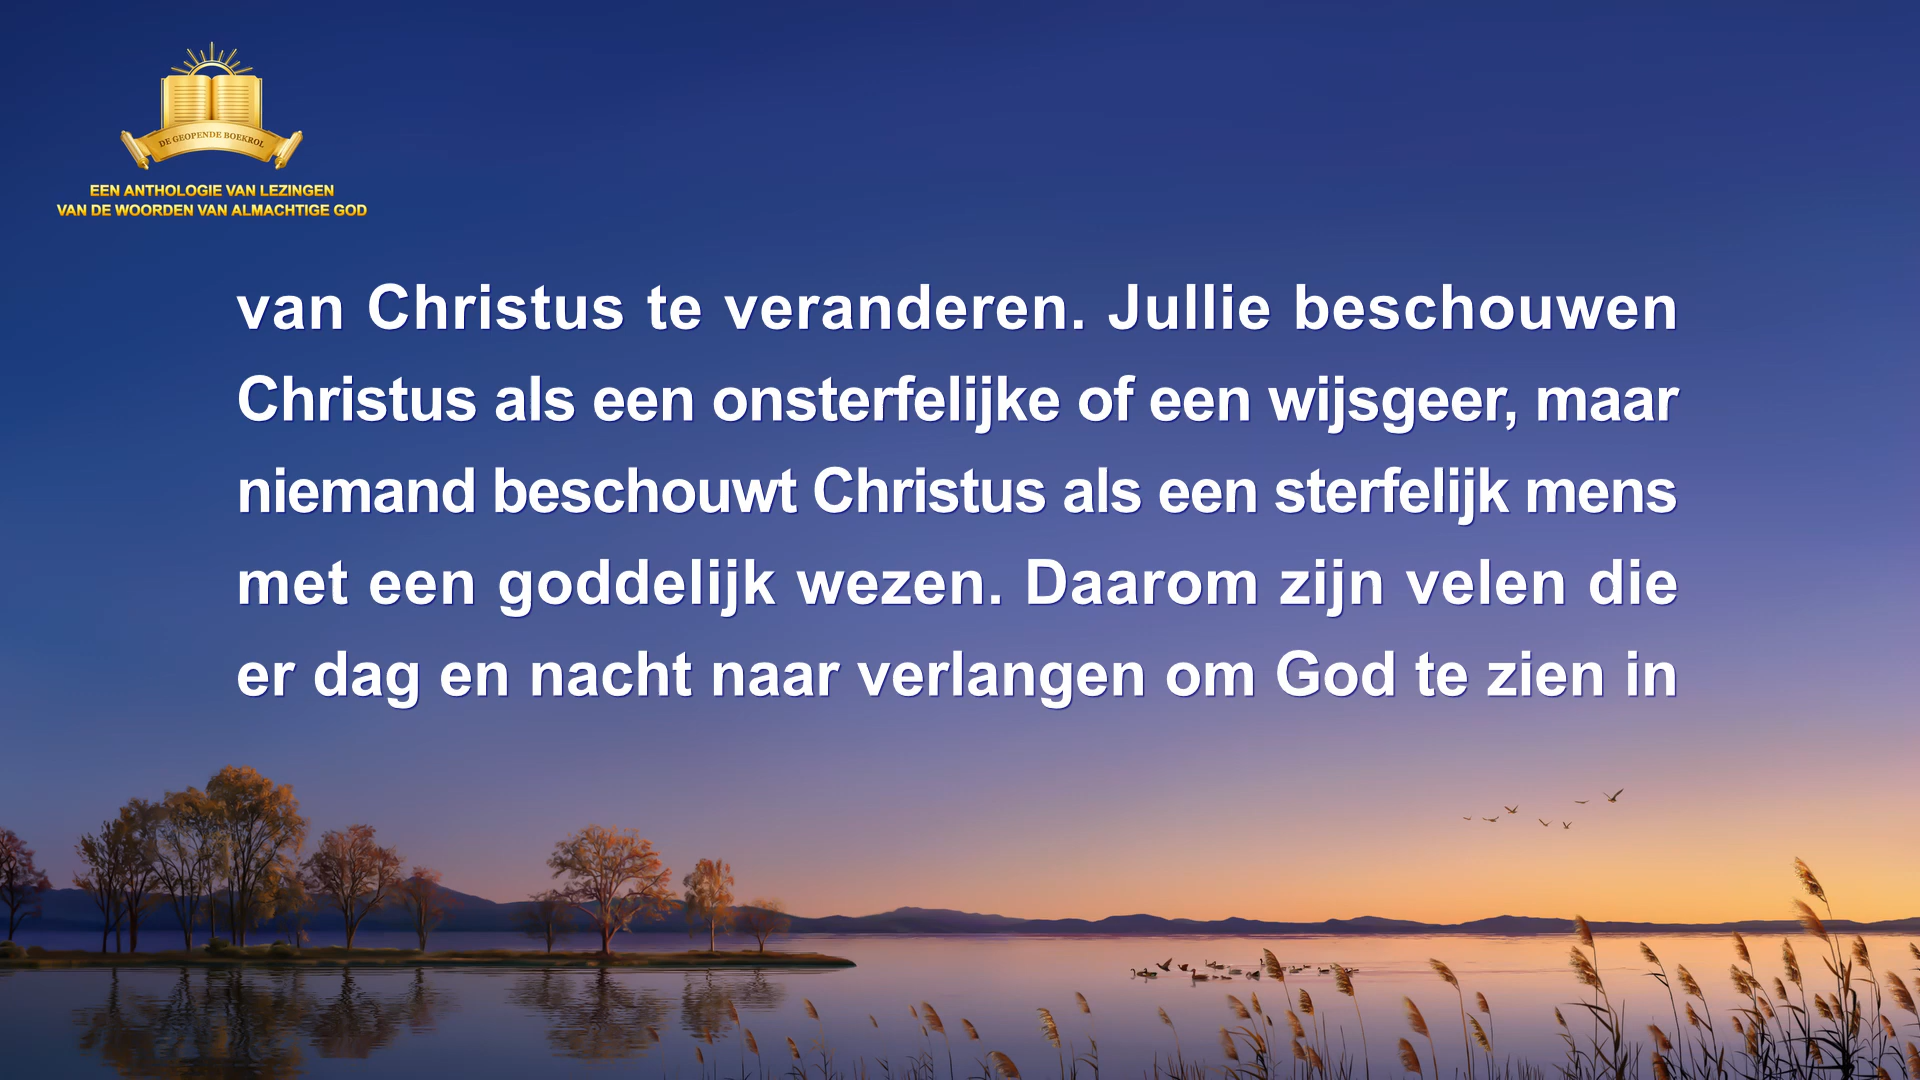 DE GEOPENDE BOEKROL
EEN ANTHOLOGIE VAN LEZINGEN
VAN DE WOORDEN VAN ALMACHTIGE GOD
van Christus te veranderen. Jullie beschouwen
Christus als een onsterfelijke of een wijsgeer, maar
niemand beschouwt Christus als een sterfelijk mens
met een goddelijk wezen. Daarom zijn velen die
er dag en nacht naar verlangen om God te zien in